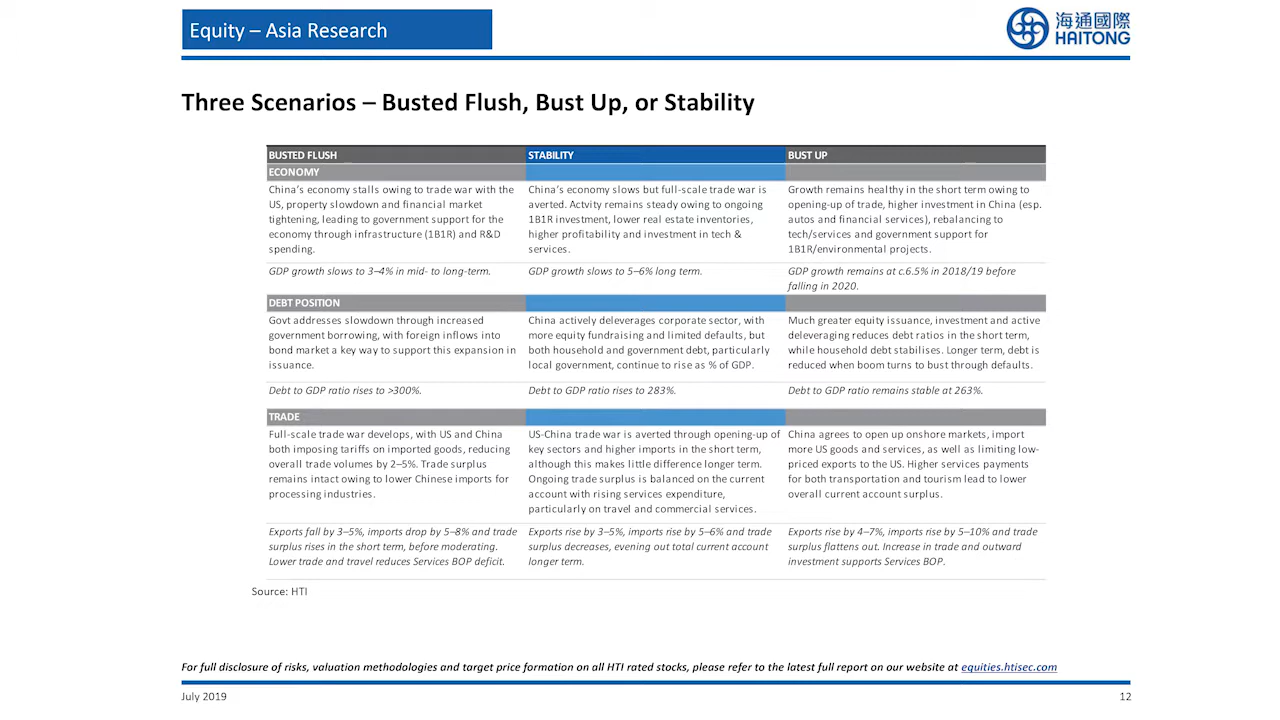 Equity – Asia Research
海通國際
HAITONG
Three Scenarios – Busted Flush, Bust Up, or Stability
BUSTED FLUSH
STABILITY
BUST UP
ECONOMY
China's economy stalls owing to trade war with the
US, property slowdown and financial market
tightening, leading to government support for the
economy through infrastructure (1B1R) and R&D
spending.
China's economy slows but full-scale trade war is
averted. Actvity remains steady owing to ongoing
1B1R investment, lower real estate inventories,
higher profitability and investment in tech &
services.
Growth remains healthy in the short term owing to
opening-up of trade, higher investment in China (esp.
autos and financial services), rebalancing to
tech/services and government support for
1B1R/environmental projects.
GDP growth slows to 3–4% in mid- to long-term.
GDP growth slows to 5–6% long term.
GDP growth remains at c.6.5% in 2018/19 before
falling in 2020.
DEBT POSITION
Govt addresses slowdown through increased
government borrowing, with foreign inflows into
bond market a key way to support this expansion in
issuance.
China actively deleverages corporate sector, with
more equity fundraising and limited defaults, but
both household and government debt, particularly
local government, continue to rise as % of GDP.
Much greater equity issuance, investment and active
deleveraging reduces debt ratios in the short term,
while household debt stabilises. Longer term, debt is
reduced when boom turns to bust through defaults.
Debt to GDP ratio rises to >300%.
Debt to GDP ratio rises to 283%.
Debt to GDP ratio remains stable at 263%.
TRADE
Full-scale trade war develops, with US and China
both imposing tariffs on imported goods, reducing
overall trade volumes by 2–5%. Trade surplus
remains intact owing to lower Chinese imports for
processing industries.
US-China trade war is averted through opening-up of
key sectors and higher imports in the short term,
although this makes little difference longer term.
Ongoing trade surplus is balanced on the current
account with rising services expenditure,
particularly on travel and commercial services.
China agrees to open up onshore markets, import
more US goods and services, as well as limiting low-
priced exports to the US. Higher services payments
for both transportation and tourism lead to lower
overall current account surplus.
Exports fall by 3–5%, imports drop by 5–8% and trade
surplus rises in the short term, before moderating.
Lower trade and travel reduces Services BOP deficit.
Exports rise by 3–5%, imports rise by 5–6% and trade
surplus decreases, evening out total current account
longer term.
Exports rise by 4–7%, imports rise by 5–10% and trade
surplus flattens out. Increase in trade and outward
investment supports Services BOP.
Source: HTI
For full disclosure of risks, valuation methodologies and target price formation on all HTI rated stocks, please refer to the latest full report on our website at equities.htisec.com
July 2019
12